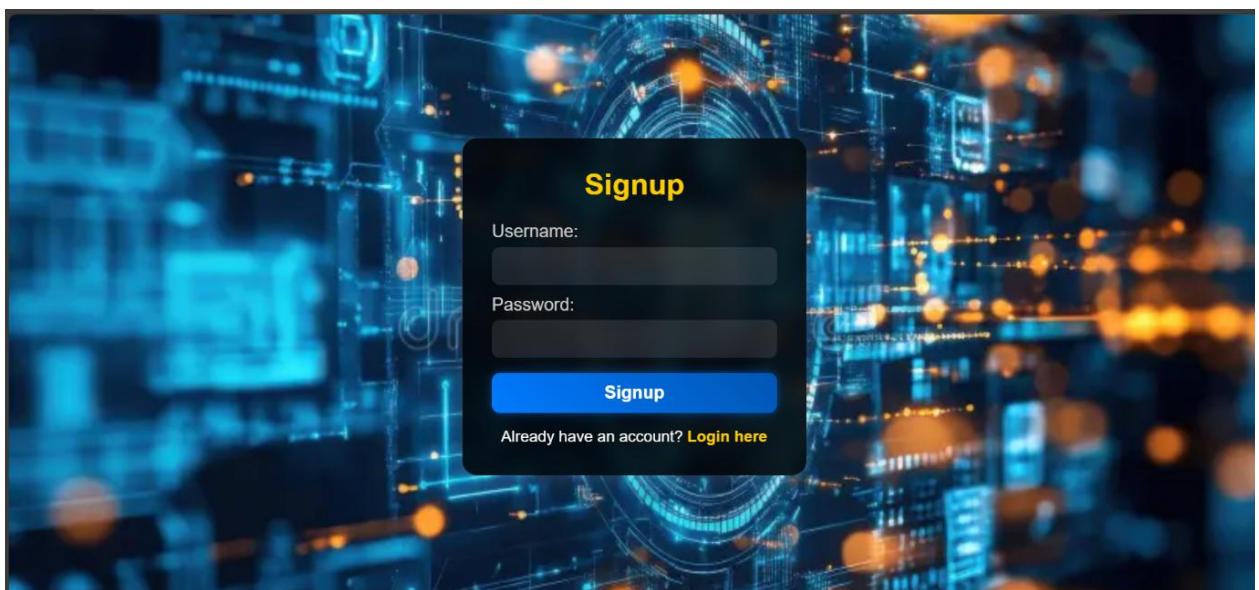 Signup
Username:
Password:
Signup
Already have an account? Login here